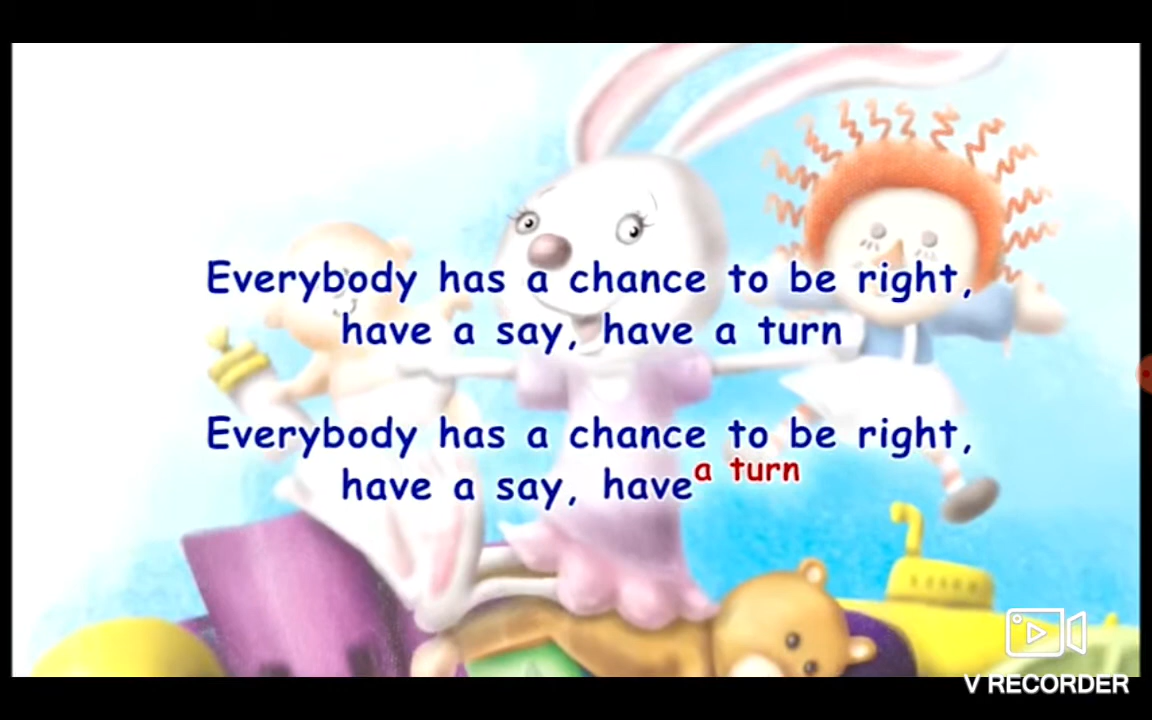 Everybody has a chance to be right,
have a say, have a turn
Everybody has a chance to be right,
have a say, have a turn
V RECORDER